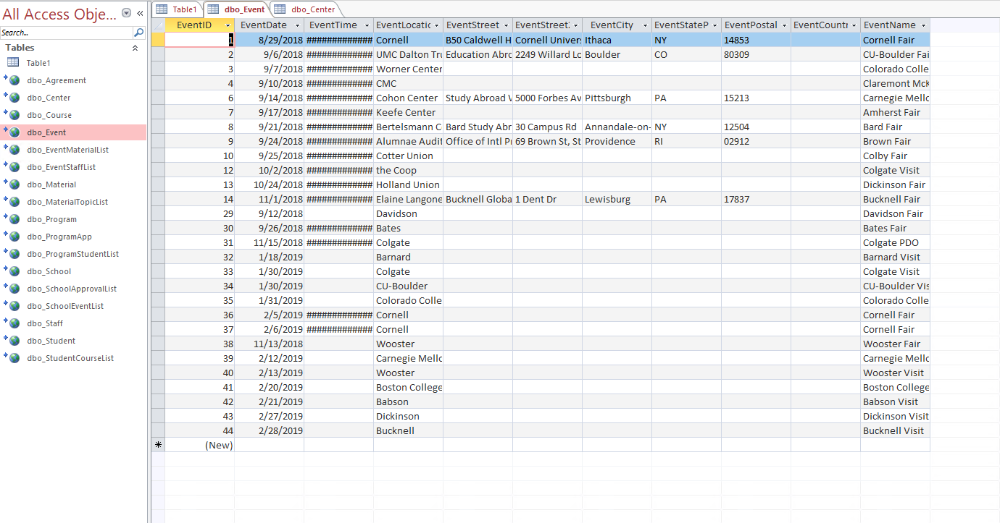 All Access Obje...
Search...
Tables
Table1
dbo_Agreement
dbo_Center
dbo_Course
dbo_Event
dbo_EventMaterialList
dbo_EventStaffList
dbo_Material
dbo_MaterialTopicList
dbo_Program
dbo_ProgramApp
dbo_ProgramStudentList
dbo_School
dbo_SchoolApprovalList
dbo_SchoolEventList
dbo_Staff
dbo_Student
dbo_StudentCourseList
Table1 dbo_Event dbo_Center
EventID EventDate EventTime EventLocatic EventStreet EventStreet2 EventCity EventStateP EventPostal EventCountr EventName
1 8/29/2018 ############# Cornell B50 Caldwell H Cornell Univers Ithaca NY 14853 Cornell Fair
2 9/6/2018 ############# UMC Dalton Tru Education Abro 2249 Willard Lo Boulder CO 80309 CU-Boulder Fai
3 9/7/2018 ############# Worner Center Colorado Colle
4 9/10/2018 ############# CMC Claremont McK
6 9/14/2018 ############# Cohon Center Study Abroad V 5000 Forbes Av Pittsburgh PA 15213 Carnegie Mello
7 9/17/2018 ############# Keefe Center Amherst Fair
8 9/21/2018 ############# Bertelsmann C Bard Study Abr 30 Campus Rd Annandale-on- NY 12504 Bard Fair
9 9/24/2018 ############# Alumnae Audit Office of Intl Pr 69 Brown St, St Providence RI 02912 Brown Fair
10 9/25/2018 ############# Cotter Union Colby Fair
12 10/2/2018 ############# the Coop Colgate Visit
13 10/24/2018 ############# Holland Union Dickinson Fair
14 11/1/2018 ############# Elaine Langone Bucknell Globa 1 Dent Dr Lewisburg PA 17837 Bucknell Fair
29 9/12/2018 Davidson Davidson Fair
30 9/26/2018 ############# Bates Bates Fair
31 11/15/2018 ############# Colgate Colgate PDO
32 1/18/2019 Barnard Barnard Visit
33 1/30/2019 Colgate Colgate Visit
34 1/30/2019 CU-Boulder CU-Boulder Vis
35 1/31/2019 Colorado Colle Colorado Colle
36 2/5/2019 ############# Cornell Cornell Fair
37 2/6/2019 ############# Cornell Cornell Fair
38 11/13/2018 Wooster Wooster Fair
39 2/12/2019 Carnegie Mello Carnegie Mello
40 2/13/2019 Wooster Wooster Visit
41 2/20/2019 Boston College Boston College
42 2/21/2019 Babson Babson Visit
43 2/27/2019 Dickinson Dickinson Visit
44 2/28/2019 Bucknell Bucknell Visit
(New)